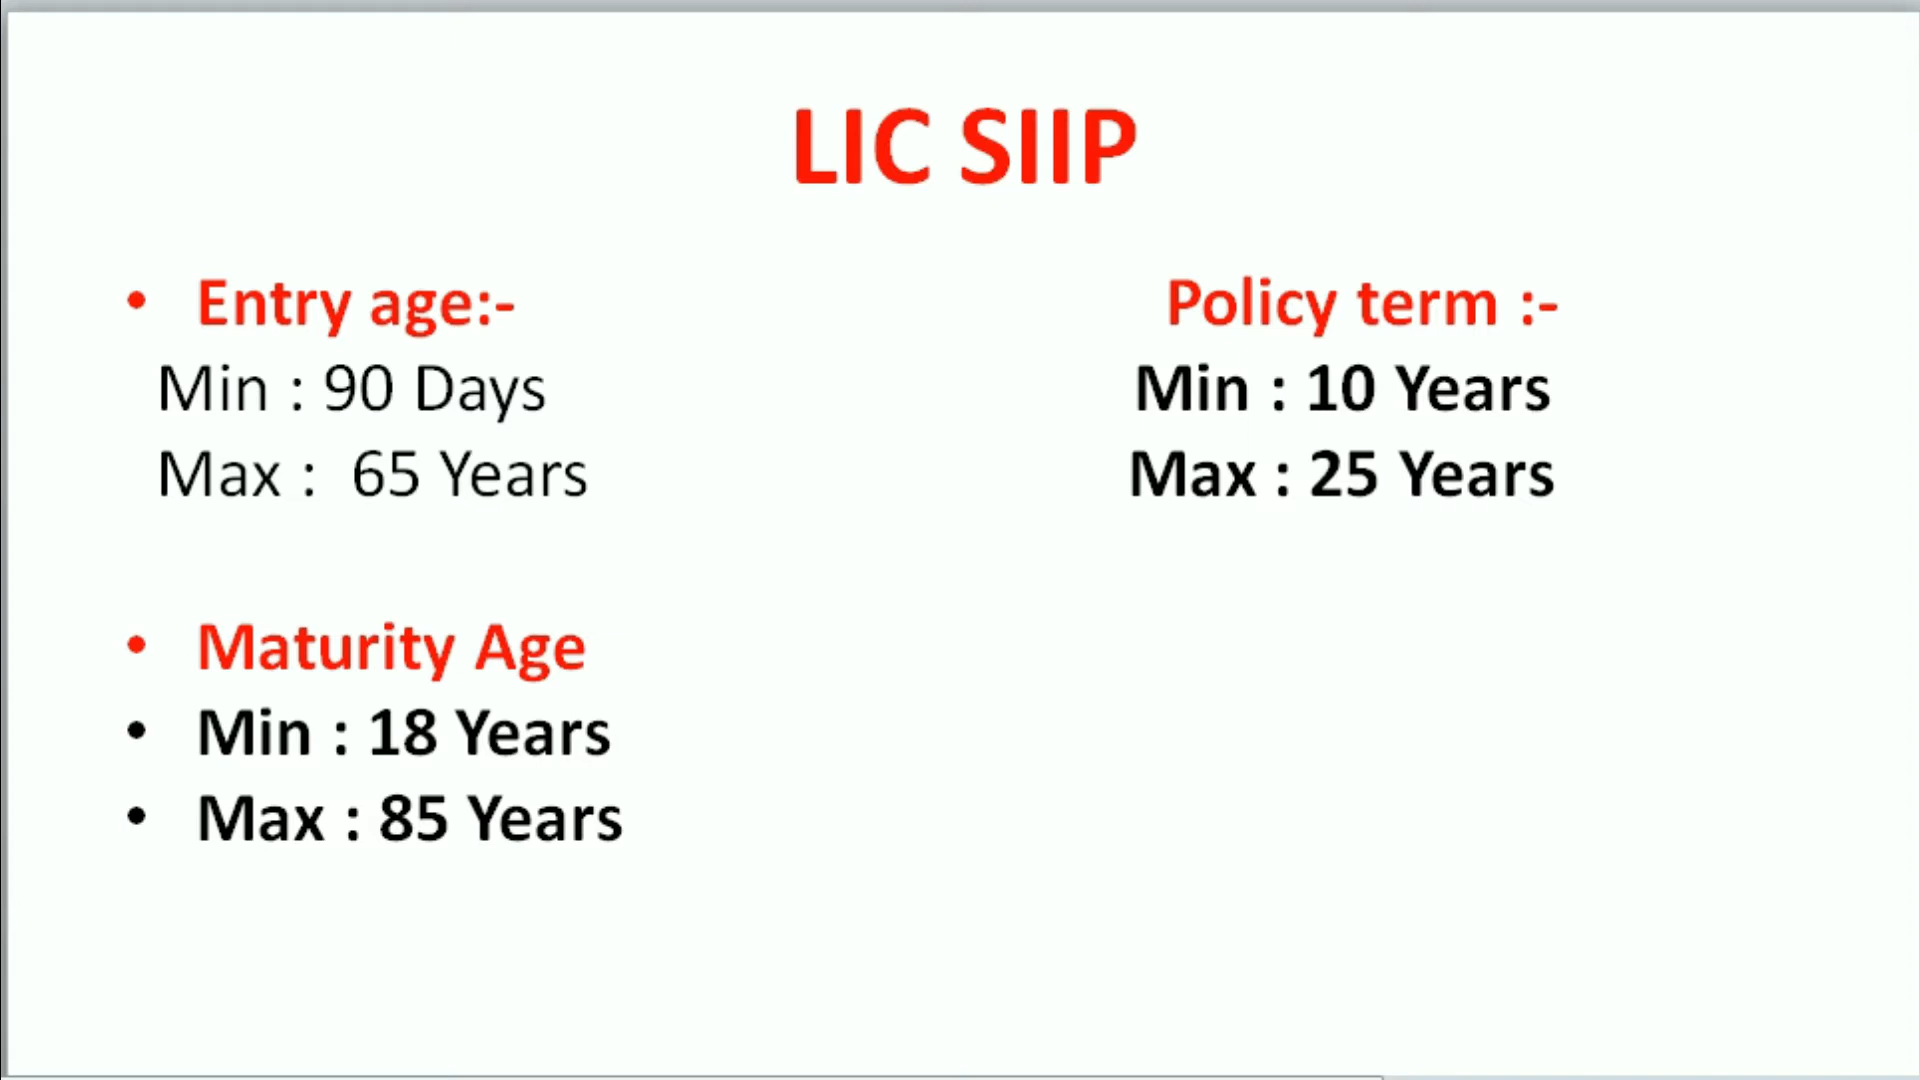 LIC SIIP
• Entry age:-
Min : 90 Days
Max : 65 Years
Policy term :-
Min : 10 Years
Max : 25 Years
• Maturity Age
• Min : 18 Years
• Max : 85 Years